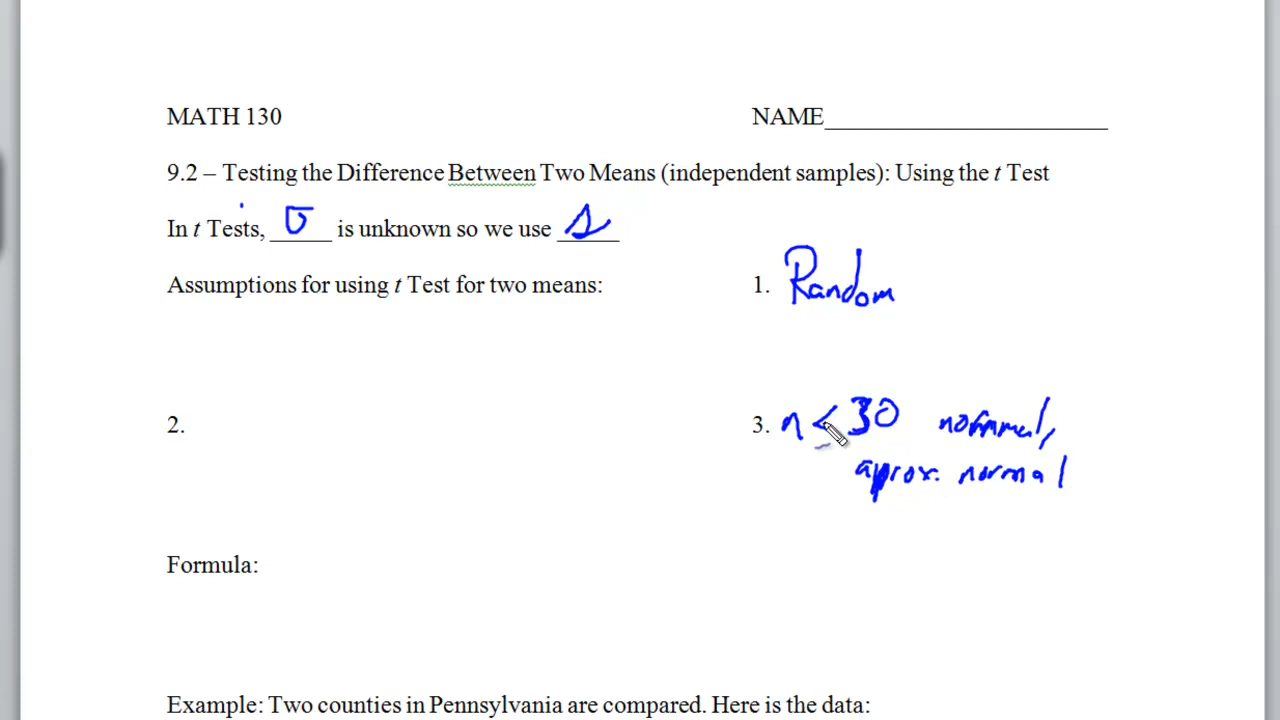 MATH 130 NAME____________________
9.2 – Testing the Difference Between Two Means (independent samples): Using the t Test
In t Tests, σ is unknown so we use s
Assumptions for using t Test for two means: 1. Random
2. 3. n < 30 normal,
aprox. normal
Formula:
Example: Two counties in Pennsylvania are compared. Here is the data: